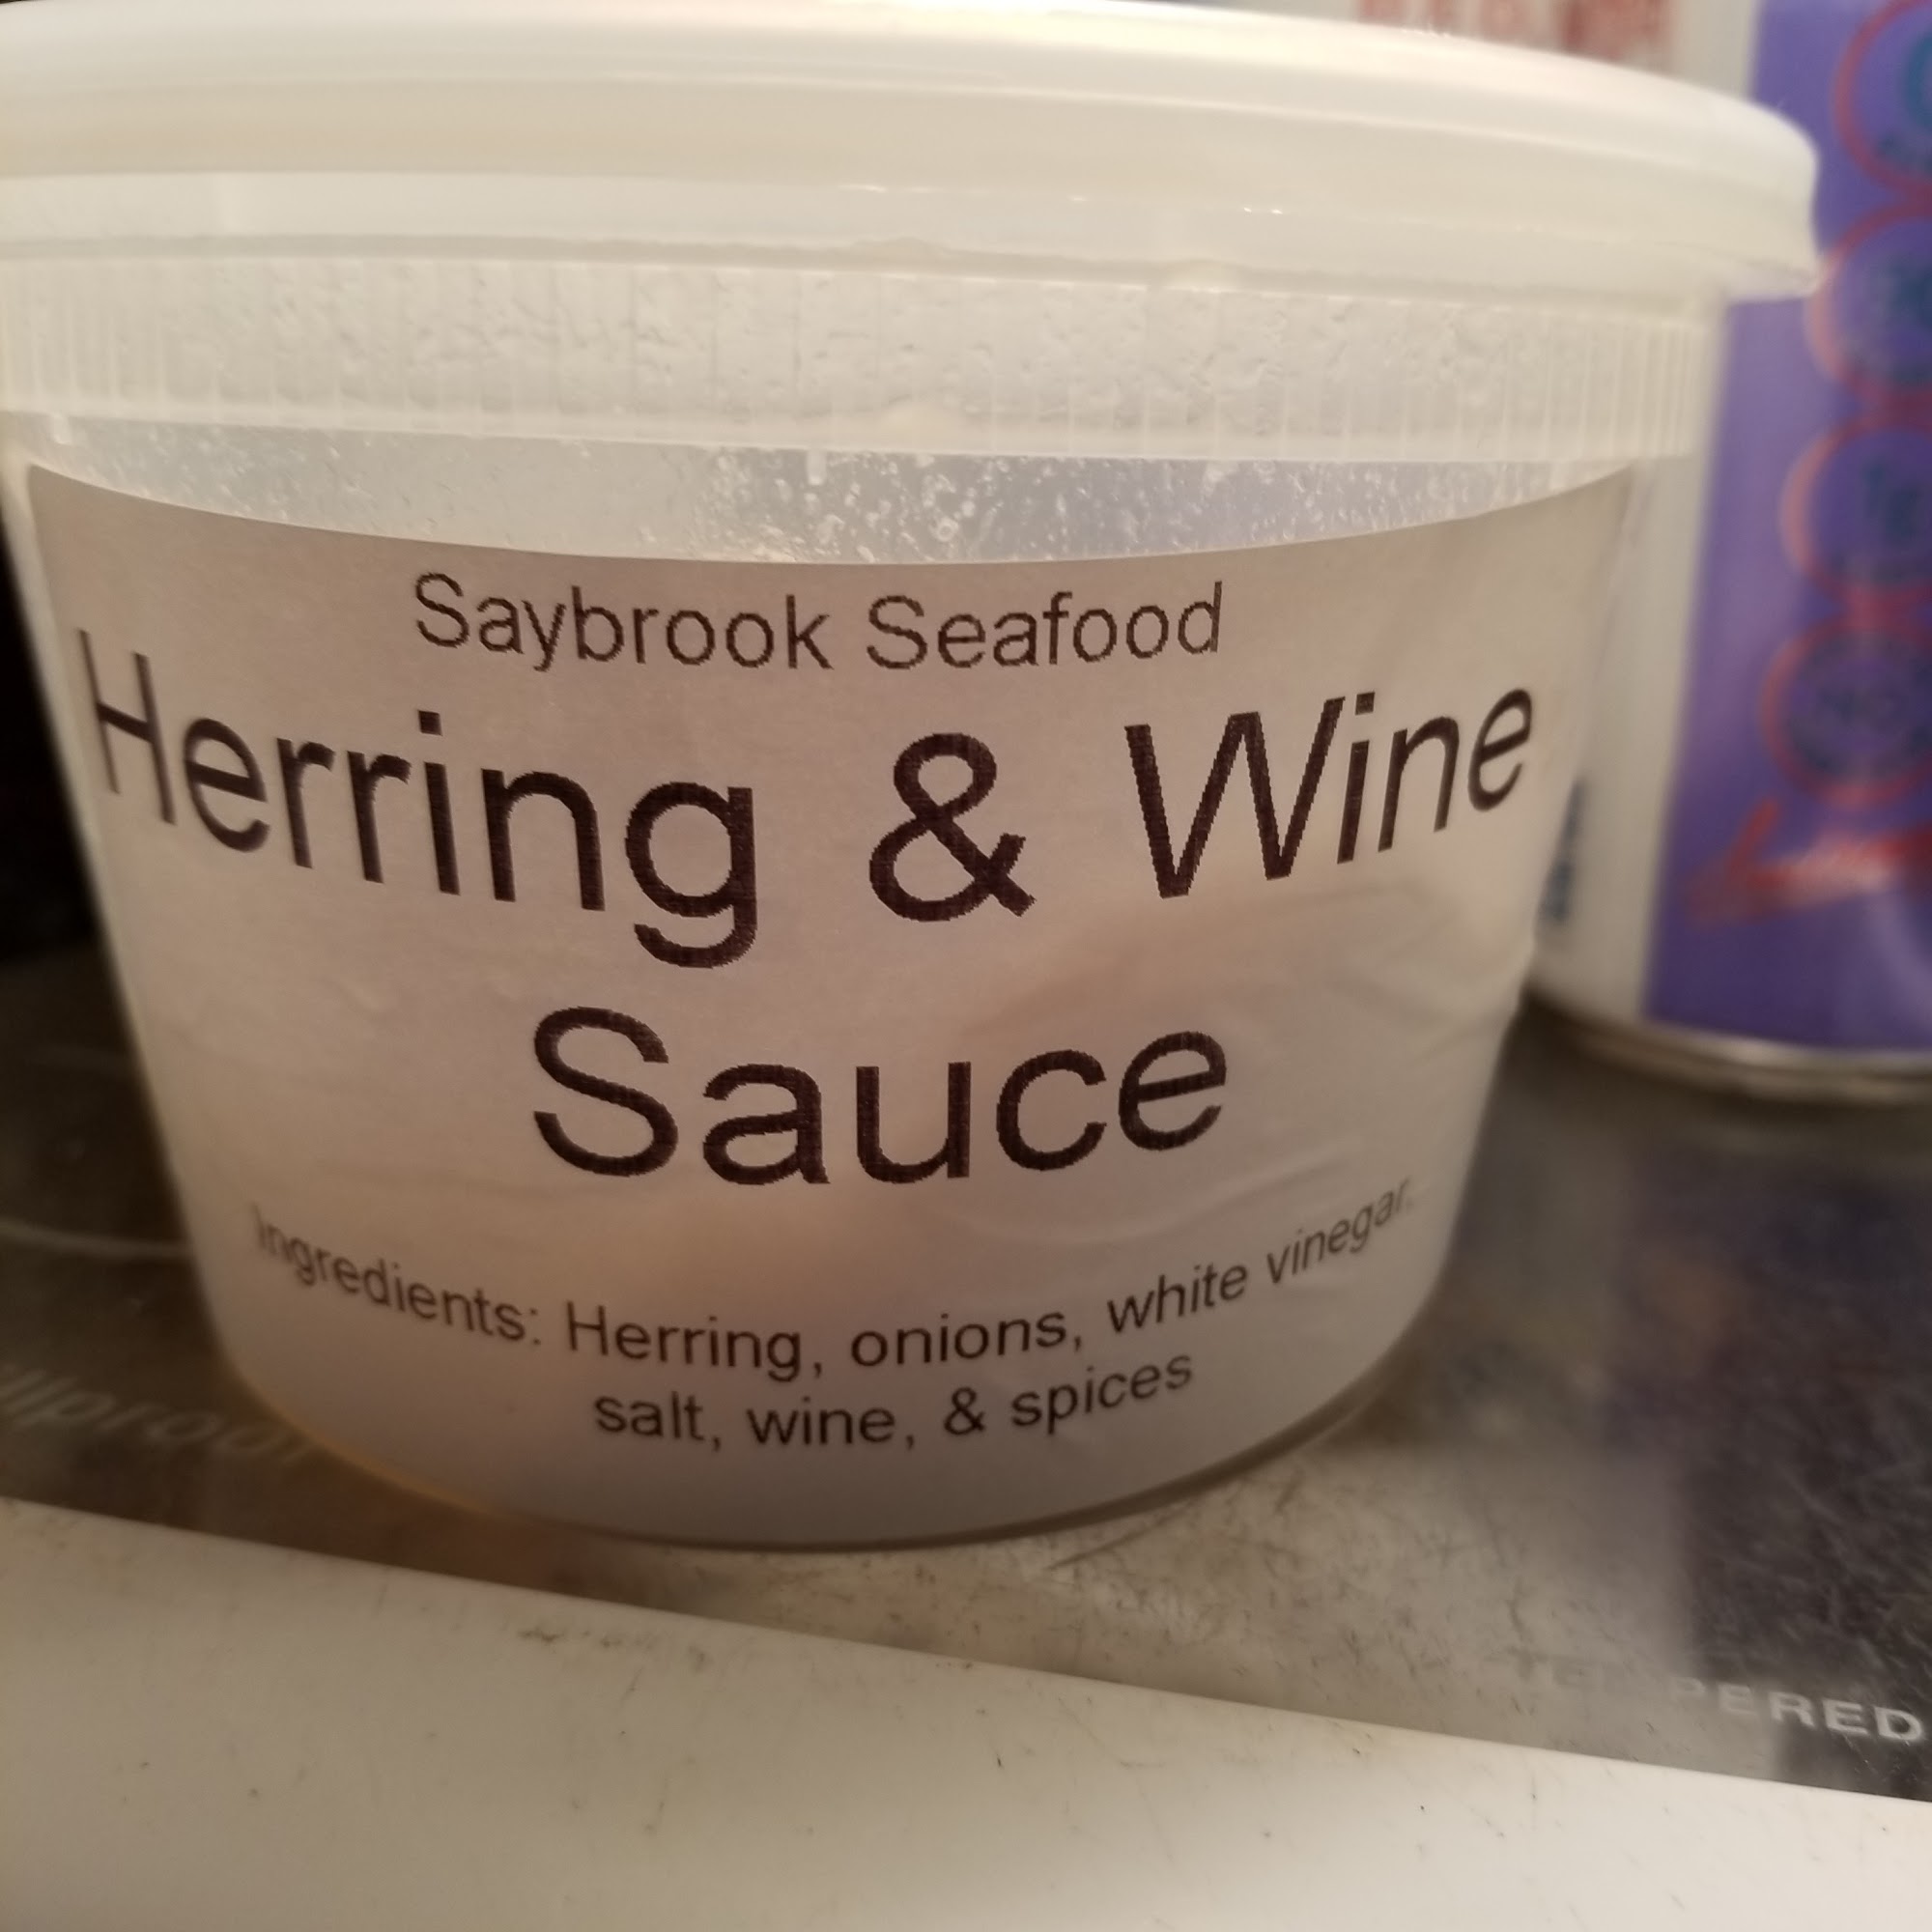 Saybrook Seafood
Herring & Wine
Sauce
Ingredients: Herring, onions, white vinegar,
salt, wine, & spices